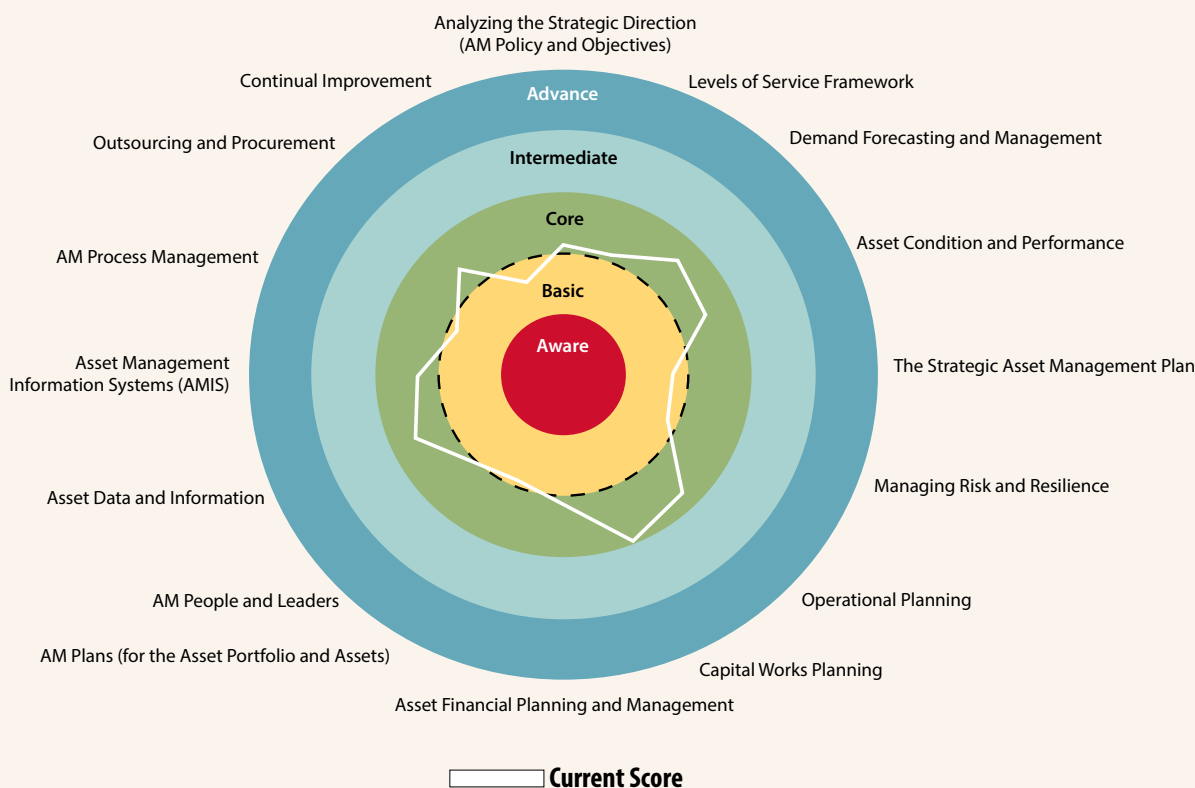 Analyzing the Strategic Direction
(AM Policy and Objectives)
Continual Improvement
Levels of Service Framework
Advance
Outsourcing and Procurement
Demand Forecasting and Management
Intermediate
Core
AM Process Management
Asset Condition and Performance
Basic
Aware
Asset Management
Information Systems (AMIS)
The Strategic Asset Management Plan
Asset Data and Information
Managing Risk and Resilience
AM People and Leaders
Operational Planning
AM Plans (for the Asset Portfolio and Assets)
Capital Works Planning
Asset Financial Planning and Management
Current Score